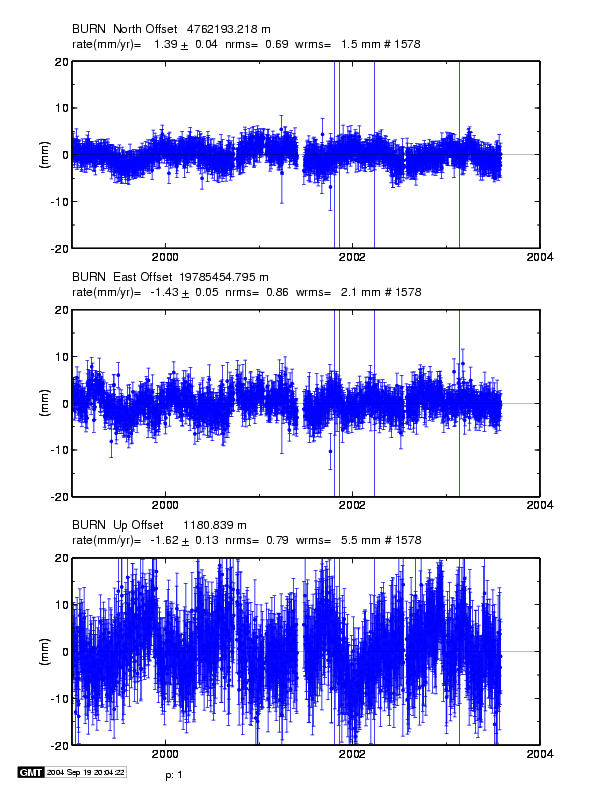 BURN North Offset 4762193.218 m
rate(mm/yr)= 1.39 ± 0.04 nrms= 0.69 wrms= 1.5 mm # 1578
20
10
0
-10
-20
(mm)
2000 2002 2004
BURN East Offset 19785454.795 m
rate(mm/yr)= -1.43 ± 0.05 nrms= 0.86 wrms= 2.1 mm # 1578
20
10
0
-10
-20
(mm)
2000 2002 2004
BURN Up Offset 1180.839 m
rate(mm/yr)= -1.62 ± 0.13 nrms= 0.79 wrms= 5.5 mm # 1578
20
10
0
-10
-20
(mm)
2000 2002 2004
GMT 2004 Sep 19 20:04:22
p: 1